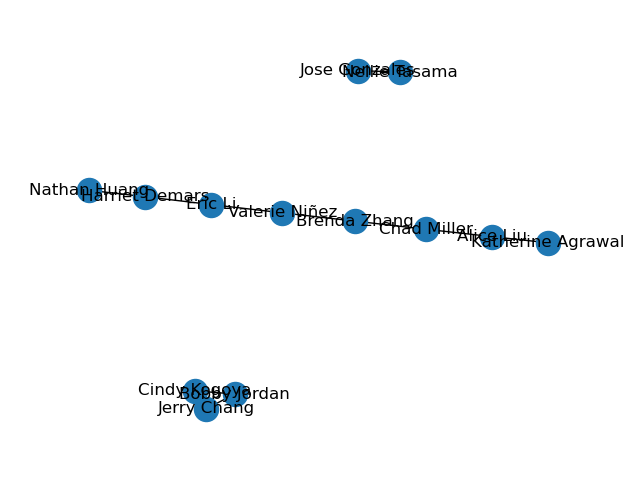 Jose Gonzales
Nellie Tasama
Nathan Huang
Harriet Demars
Eric Li
Valerie Niñez
Brenda Zhang
Chad Miller
Alice Liu
Katherine Agrawal
Cindy Kogoya
Bobby Jordan
Jerry Chang